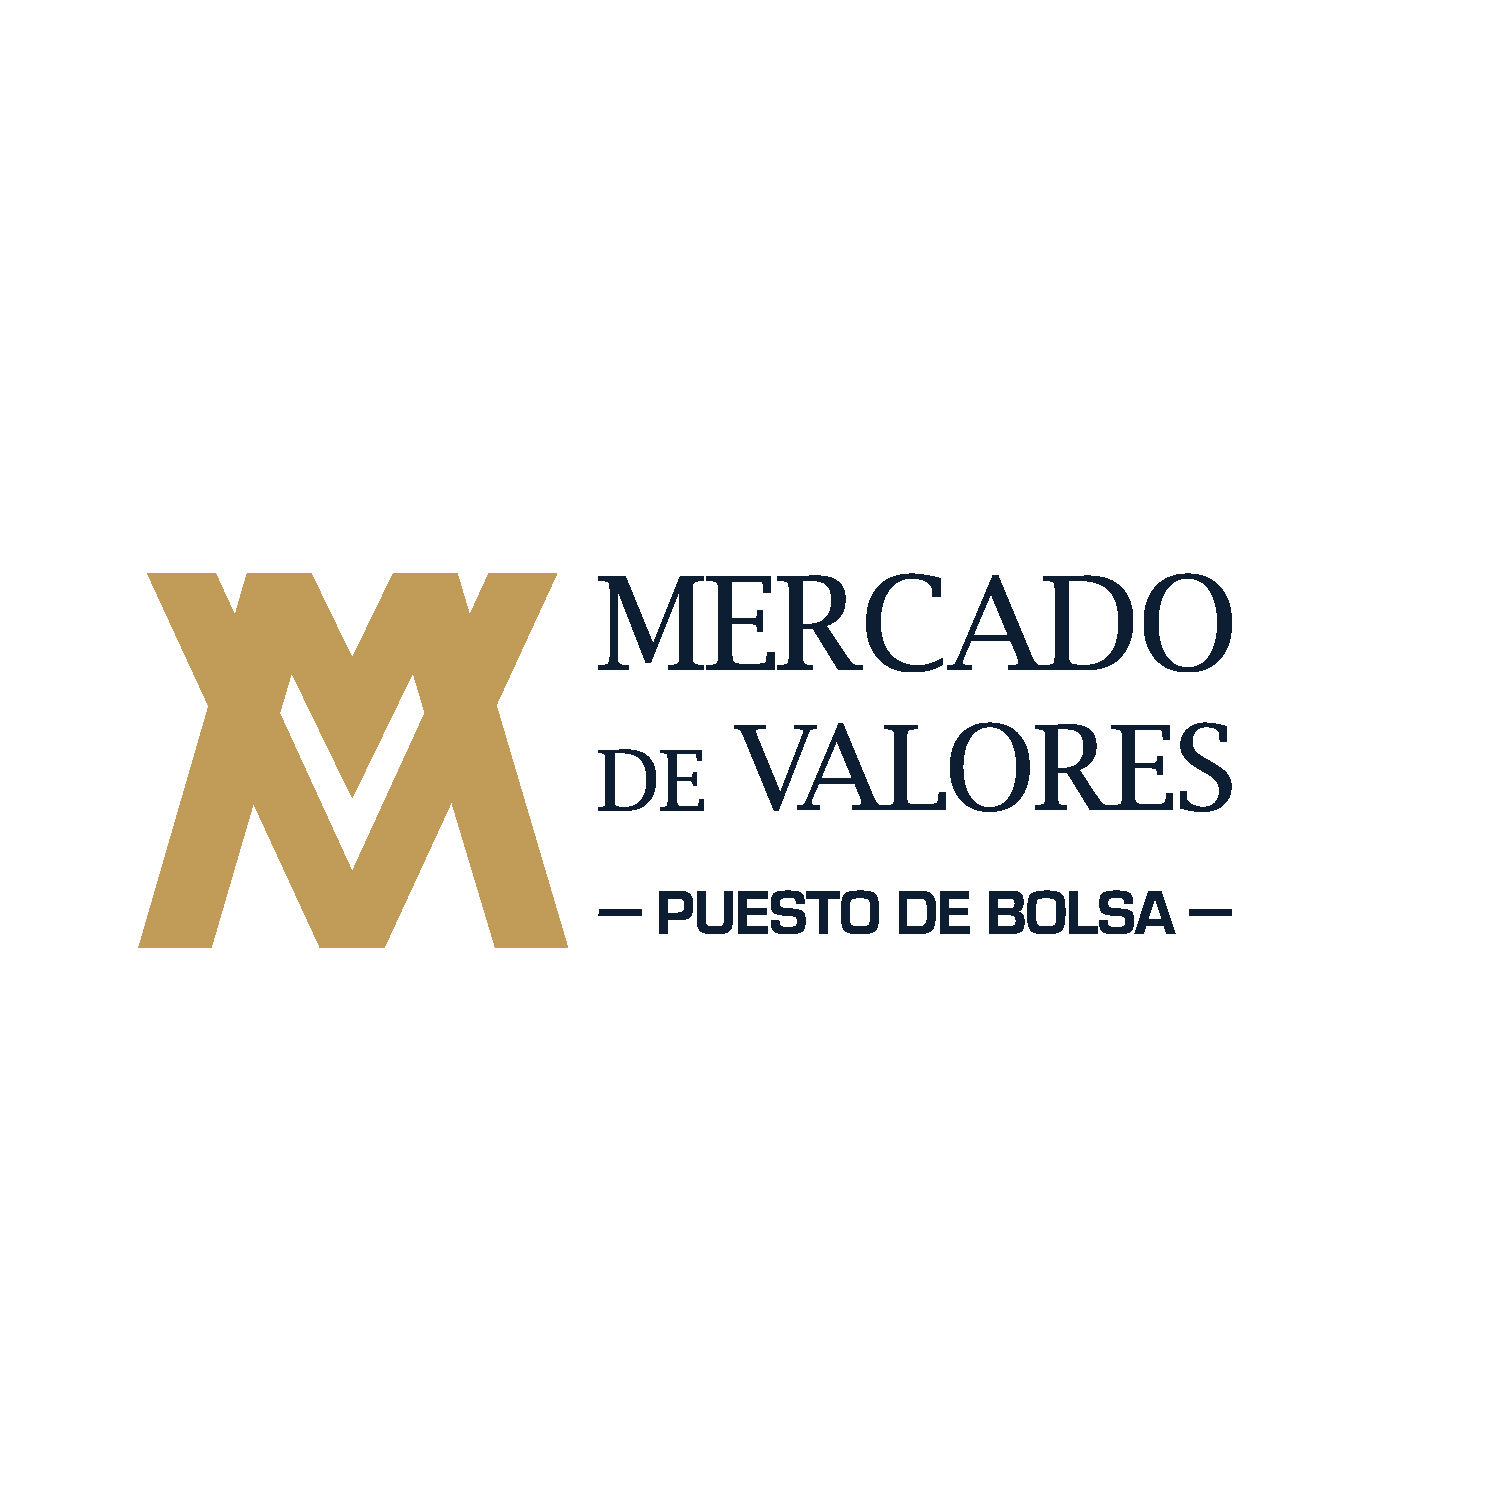 MERCADO
DE VALORES
— PUESTO DE BOLSA —